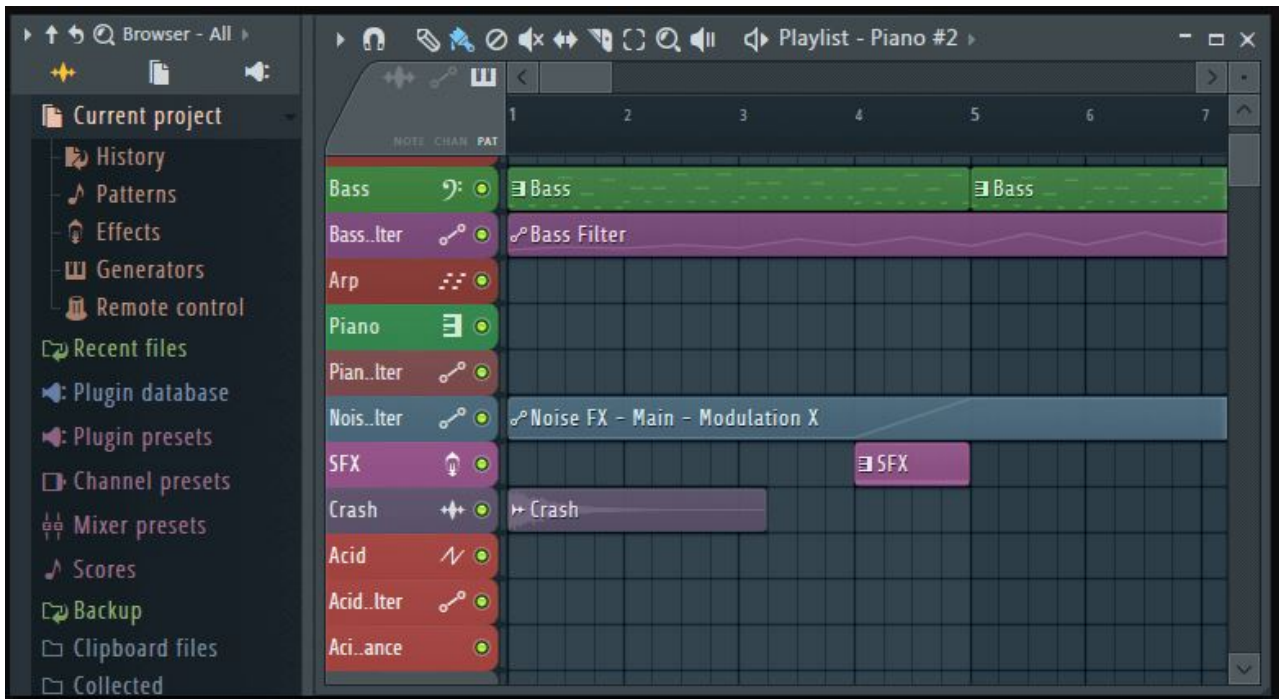 Browser - All
Current project
History
Patterns
Effects
Generators
Remote control
Recent files
Plugin database
Plugin presets
Channel presets
Mixer presets
Scores
Backup
Clipboard files
Collected
Playlist - Piano #2
NOTE CHAN PAT
1 2 3 4 5 6 7
Bass Bass Bass
Bass..lter Bass Filter
Arp
Piano
Pian..lter
Nois..lter Noise FX - Main - Modulation X
SFX SFX
Crash Crash
Acid
Acid..lter
Aci..ance